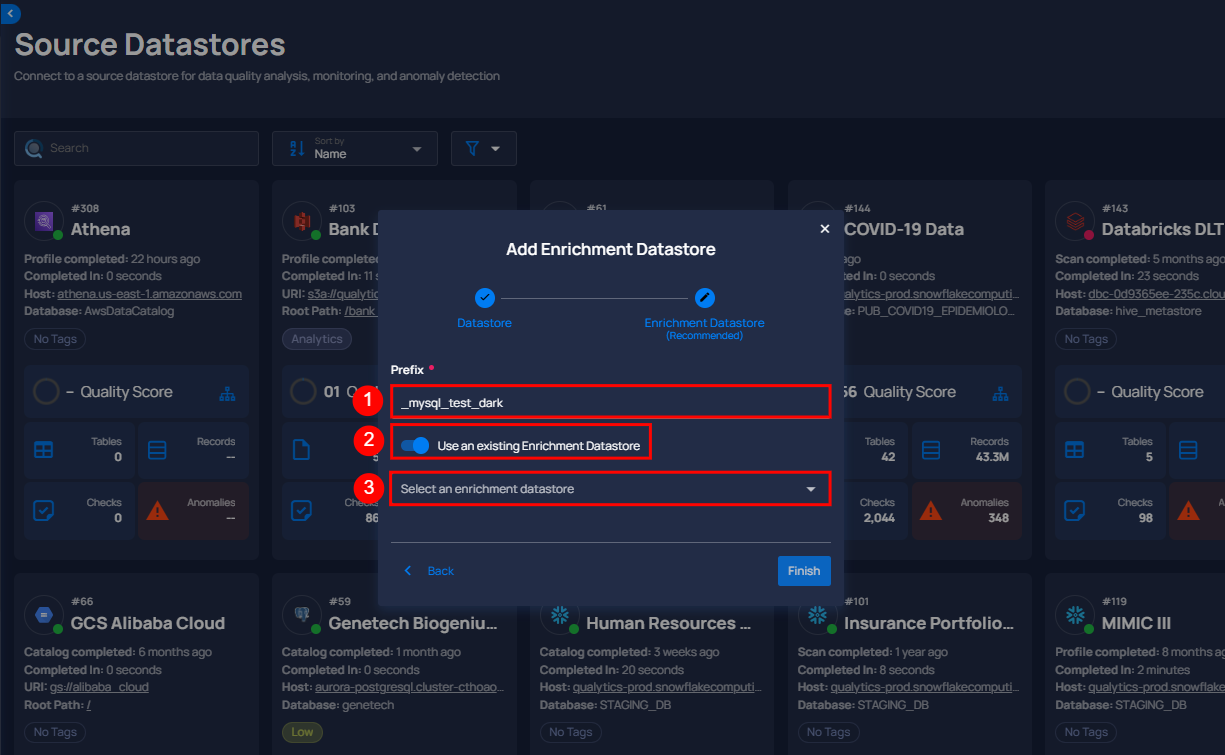 Source Datastores
Connect to a source datastore for data quality analysis, monitoring, and anomaly detection
Search
Sort by
Name
#308
Athena
Profile completed: 22 hours ago
Completed In: 0 seconds
Host: athena.us-east-1.amazonaws.com
Database: AwsDataCatalog
No Tags
– Quality Score
Tables
0
Records
--
Checks
0
Anomalies
--
#103
Bank
Profile
Completed In: 11
URI: s3a://qualytic
Root Path: /bank
Analytics
01
#61
#144
COVID-19 Data
ago
In: 0 seconds
alytics-prod.snowflakecomputi...
PUB_COVID19_EPIDEMIOLO...
56 Quality Score
Tables
42
Records
43.3M
Checks
2,044
Anomalies
348
#143
Databricks DLT
Scan completed: 5 months ago
Completed In: 23 seconds
Host: dbc-0d9365ee-235c.clou
Database: hive_metastore
No Tags
– Quality Score
Tables
5
Checks
98
Add Enrichment Datastore
Datastore
Enrichment Datastore
(Recommended)
Prefix *
1
_mysql_test_dark
2
Use an existing Enrichment Datastore
3
Select an enrichment datastore
Back
Finish
86
#66
GCS Alibaba Cloud
Catalog completed: 6 months ago
Completed In: 0 seconds
URI: gs://alibaba_cloud
Root Path: /
No Tags
#59
Genetech Biogeniu...
Catalog completed: 1 month ago
Completed In: 0 seconds
Host: aurora-postgresql.cluster-cthoao...
Database: genetech
Low
Human Resources ...
Catalog completed: 3 weeks ago
Completed In: 20 seconds
Host: qualytics-prod.snowflakecomputi...
Database: STAGING_DB
No Tags
#101
Insurance Portfolio...
Scan completed: 1 year ago
Completed In: 8 seconds
Host: qualytics-prod.snowflakecomputi...
Database: STAGING_DB
No Tags
#119
MIMIC III
Profile completed: 8 months ag
Completed In: 2 minutes
Host: qualytics-prod.snowflake
Database: STAGING_DB
No Tags